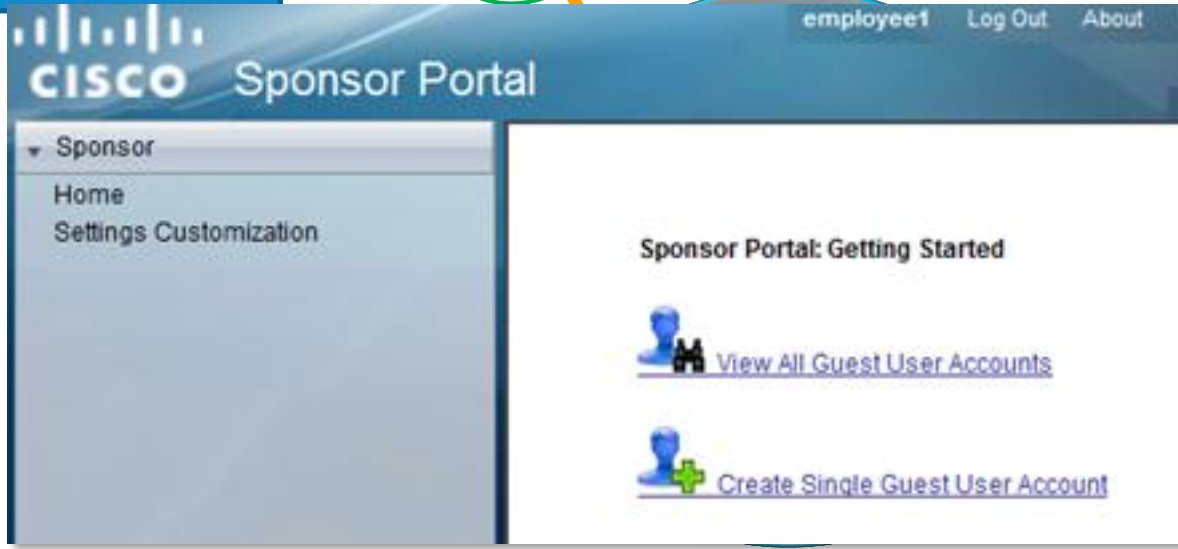 employee1 Log Out About
CISCO Sponsor Portal
Sponsor
Home
Settings Customization
Sponsor Portal: Getting Started
View All Guest User Accounts
Create Single Guest User Account